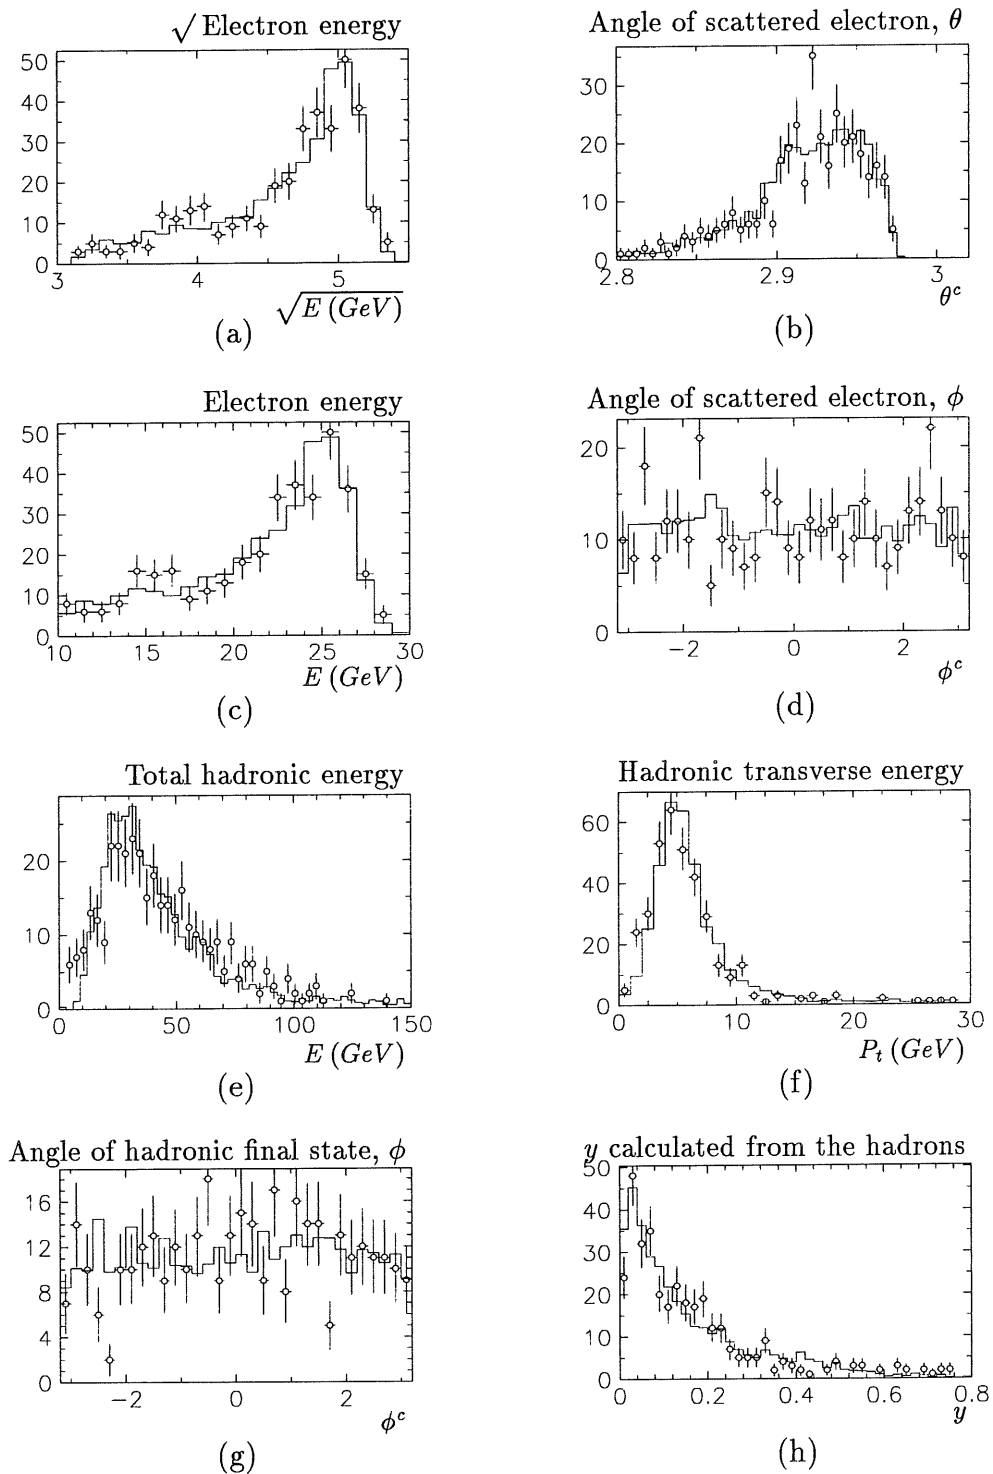 √ Electron energy
50
40
30
20
10
0
3 4 5
√E (GeV)
(a)
Angle of scattered electron, θ
30
20
10
0
2.8 2.9 3
θᶜ
(b)
Electron energy
50
40
30
20
10
0
10 15 20 25 30
E (GeV)
(c)
Angle of scattered electron, ϕ
20
10
0
−2 0 2
ϕᶜ
(d)
Total hadronic energy
20
10
0
0 50 100 150
E (GeV)
(e)
Hadronic transverse energy
60
40
20
0
0 10 20 30
Pₜ (GeV)
(f)
Angle of hadronic final state, ϕ
16
12
8
4
0
−2 0 2
ϕᶜ
(g)
y calculated from the hadrons
50
40
30
20
10
0
0 0.2 0.4 0.6 0.8
y
(h)